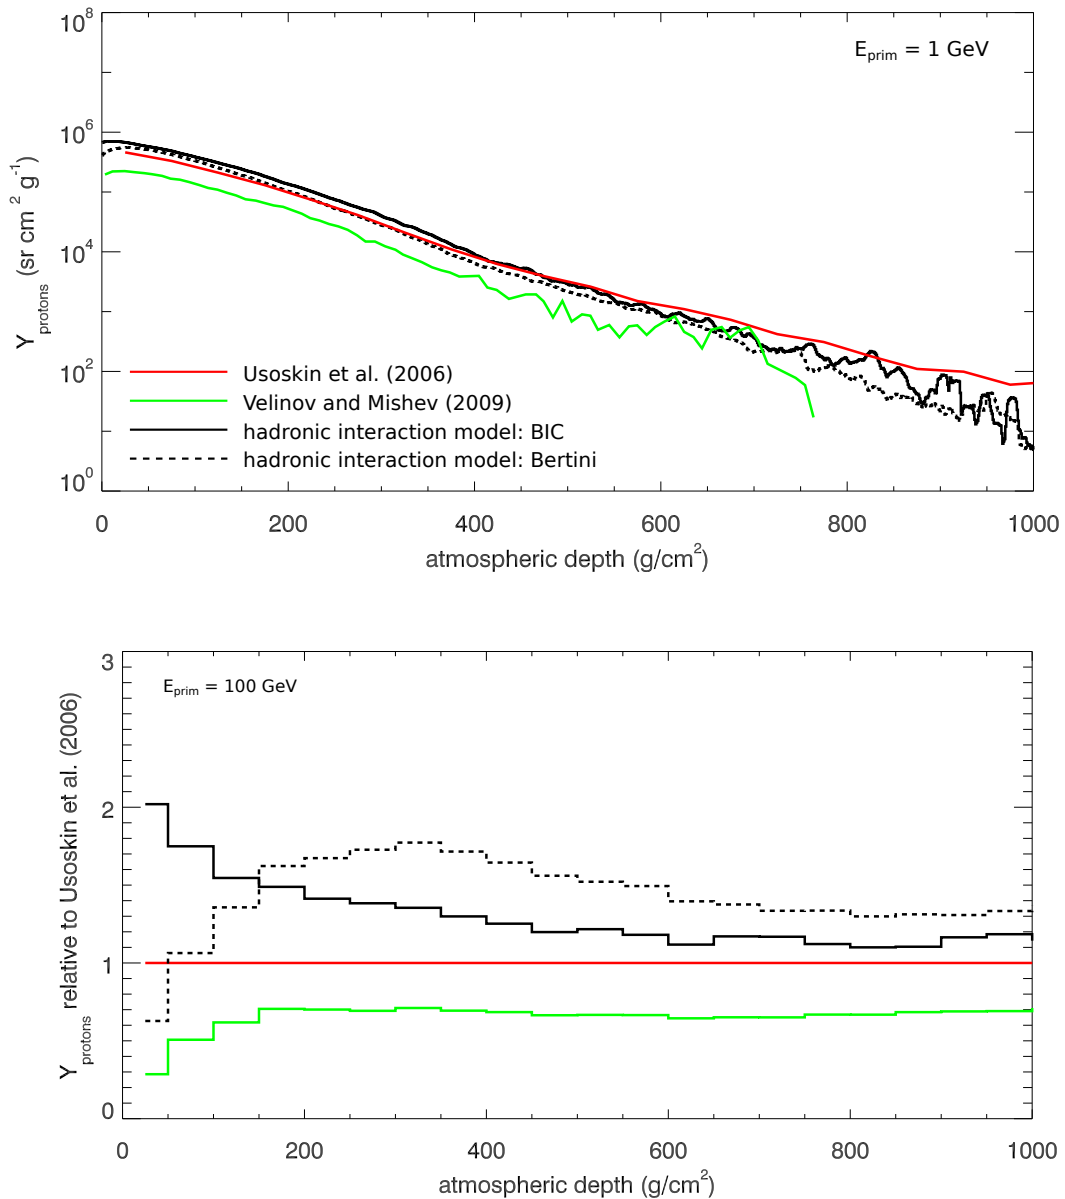 10^8
E_prim = 1 GeV
10^6
Y_protons (sr cm^2 g^-1)
10^4
10^2
Usoskin et al. (2006)
Velinov and Mishev (2009)
hadronic interaction model: BIC
hadronic interaction model: Bertini
10^0
0 200 400 600 800 1000
atmospheric depth (g/cm^2)
3
E_prim = 100 GeV
Y_protons relative to Usoskin et al. (2006)
2
1
0
0 200 400 600 800 1000
atmospheric depth (g/cm^2)